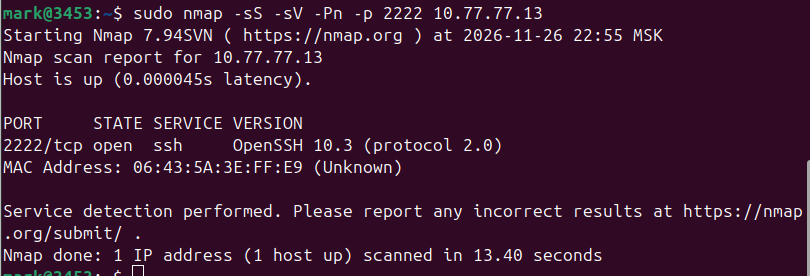 mark@3453:~$ sudo nmap -sS -sV -Pn -p 2222 10.77.77.13
Starting Nmap 7.94SVN ( https://nmap.org ) at 2026-11-26 22:55 MSK
Nmap scan report for 10.77.77.13
Host is up (0.000045s latency).
PORT     STATE SERVICE VERSION
2222/tcp open  ssh     OpenSSH 10.3 (protocol 2.0)
MAC Address: 06:43:5A:3E:FF:E9 (Unknown)
Service detection performed. Please report any incorrect results at https://nmap
.org/submit/ .
Nmap done: 1 IP address (1 host up) scanned in 13.40 seconds